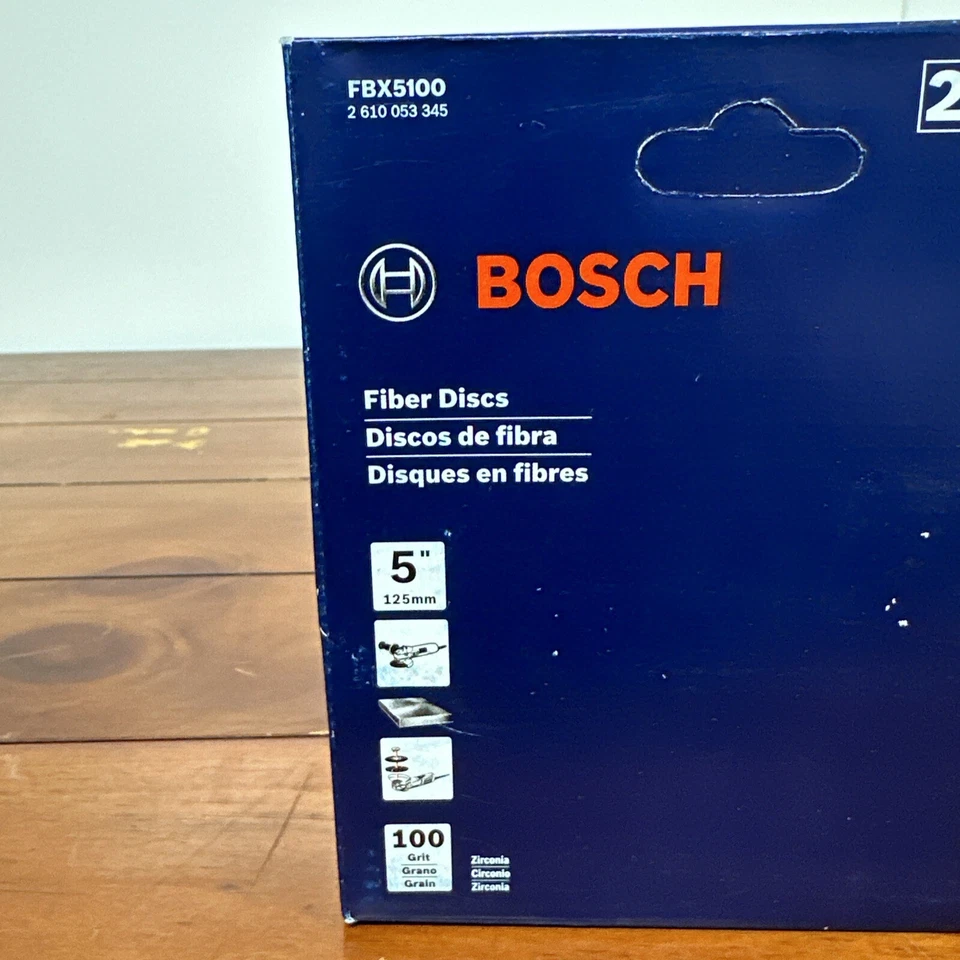 FBX5100
2 610 053 345
2
BOSCH
Fiber Discs
Discos de fibra
Disques en fibres
5"
125mm
100
Grit
Grano
Grain
Zirconia
Circonio
Zirconia